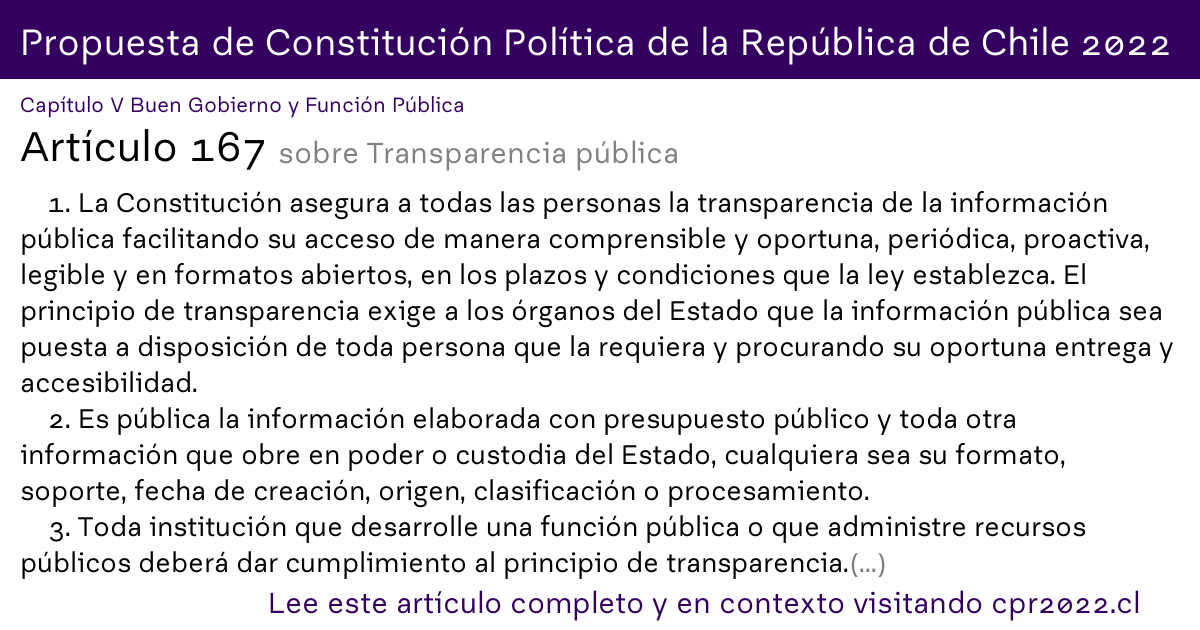 Propuesta de Constitución Política de la República de Chile 2022
Capítulo V Buen Gobierno y Función Pública
Artículo 167 sobre Transparencia pública
1. La Constitución asegura a todas las personas la transparencia de la información
pública facilitando su acceso de manera comprensible y oportuna, periódica, proactiva,
legible y en formatos abiertos, en los plazos y condiciones que la ley establezca. El
principio de transparencia exige a los órganos del Estado que la información pública sea
puesta a disposición de toda persona que la requiera y procurando su oportuna entrega y
accesibilidad.
2. Es pública la información elaborada con presupuesto público y toda otra
información que obre en poder o custodia del Estado, cualquiera sea su formato,
soporte, fecha de creación, origen, clasificación o procesamiento.
3. Toda institución que desarrolle una función pública o que administre recursos
públicos deberá dar cumplimiento al principio de transparencia.(...)
Lee este artículo completo y en contexto visitando cpr2022.cl